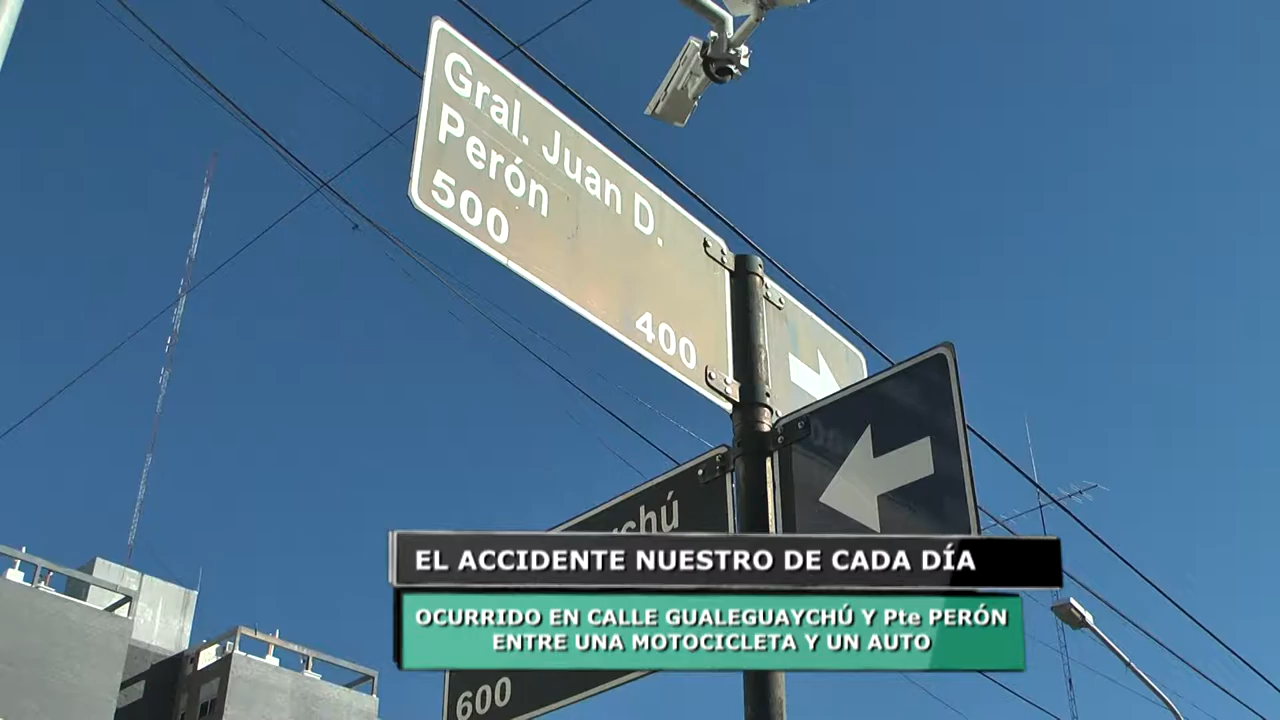 Gral. Juan D.
Perón
500
400
EL ACCIDENTE NUESTRO DE CADA DÍA
OCURRIDO EN CALLE GUALEGUAYCHÚ Y Pte PERÓN
ENTRE UNA MOTOCICLETA Y UN AUTO
600